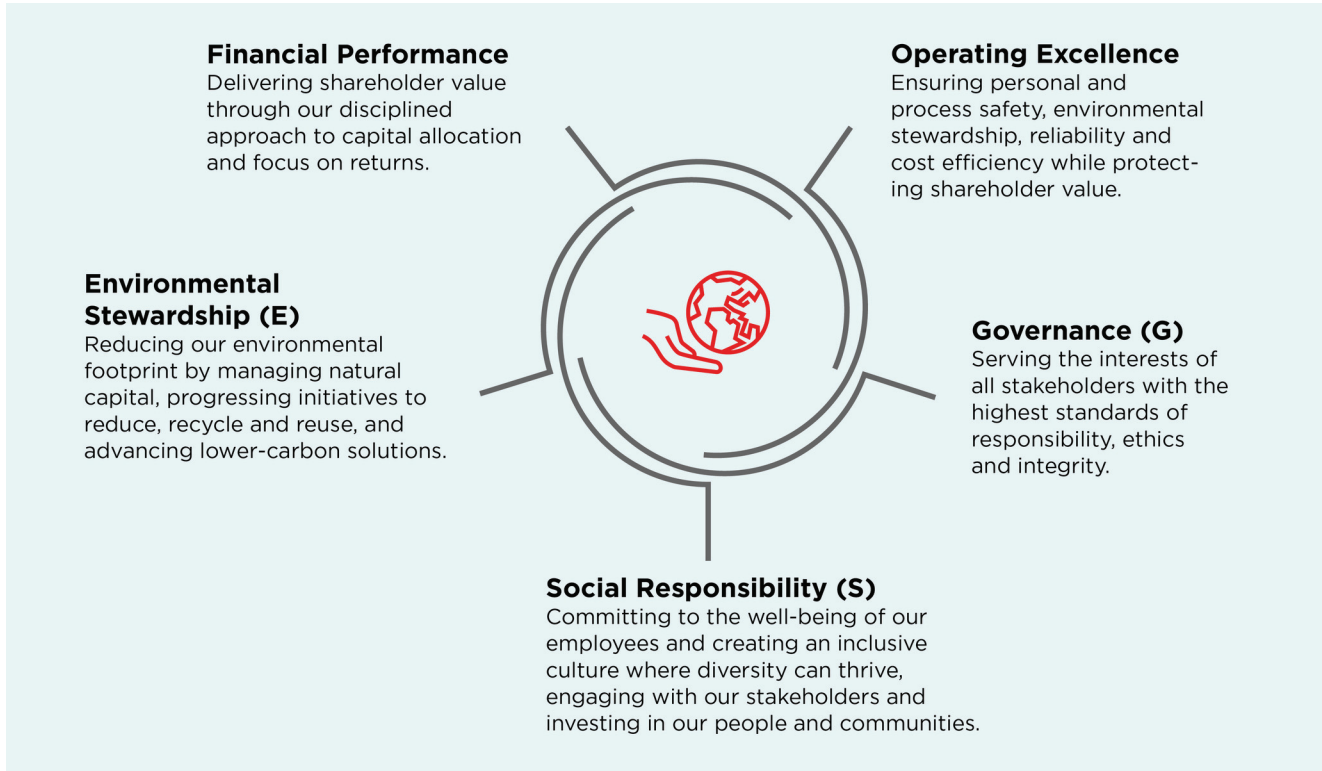 Financial Performance
Delivering shareholder value
through our disciplined
approach to capital allocation
and focus on returns.
Operating Excellence
Ensuring personal and
process safety, environmental
stewardship, reliability and
cost efficiency while protect-
ing shareholder value.
Environmental
Stewardship (E)
Reducing our environmental
footprint by managing natural
capital, progressing initiatives to
reduce, recycle and reuse, and
advancing lower-carbon solutions.
Governance (G)
Serving the interests of
all stakeholders with the
highest standards of
responsibility, ethics
and integrity.
Social Responsibility (S)
Committing to the well-being of our
employees and creating an inclusive
culture where diversity can thrive,
engaging with our stakeholders and
investing in our people and communities.